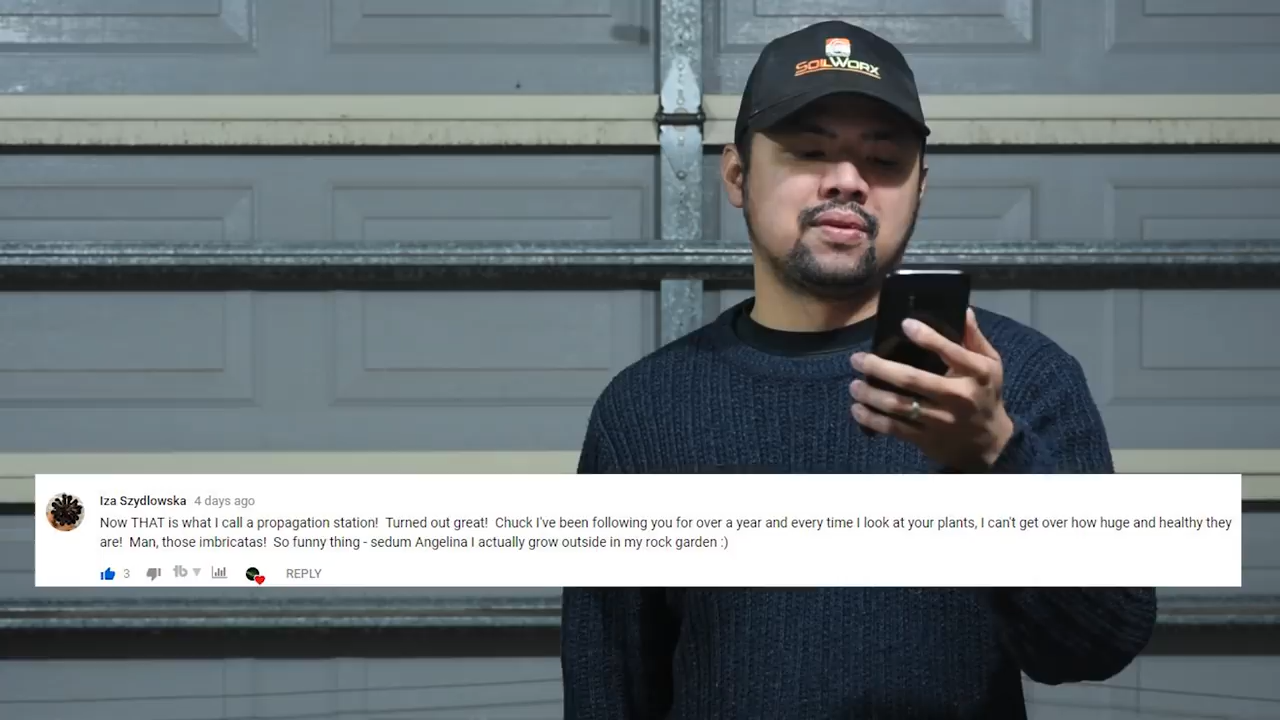 SOILWORX
Iza Szydlowska 4 days ago
Now THAT is what I call a propagation station!  Turned out great!  Chuck I've been following you for over a year and every time I look at your plants, I can't get over how huge and healthy they
are!  Man, those imbricatas!  So funny thing - sedum Angelina I actually grow outside in my rock garden :)
3 REPLY